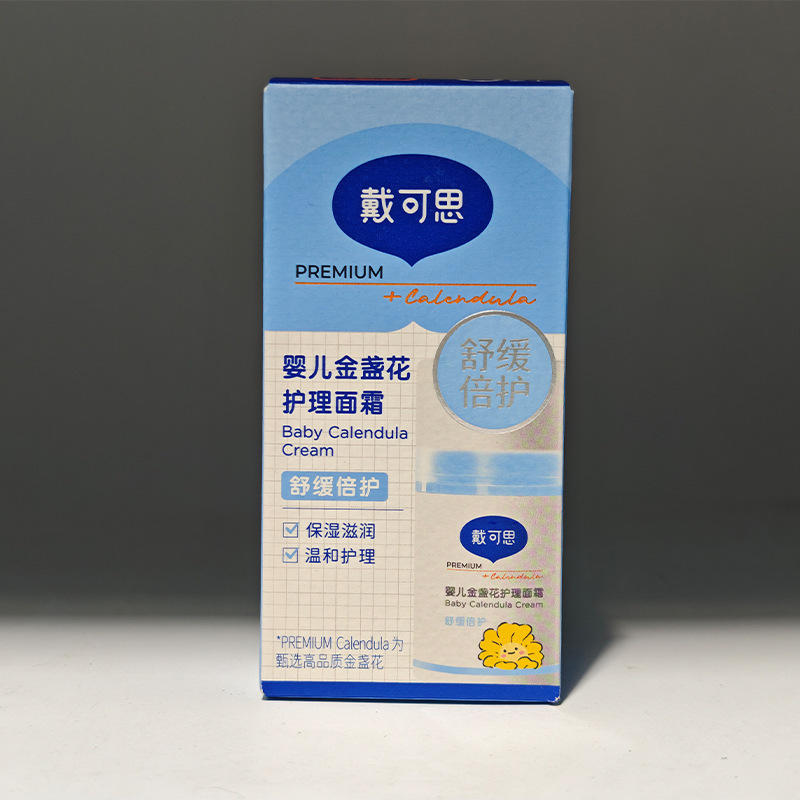 戴可思
PREMIUM
+ Calendula
舒缓
倍护
婴儿金盏花
护理面霜
Baby Calendula
Cream
舒缓倍护
保湿滋润
温和护理
*PREMIUM Calendula为
甄选高品质金盏花
戴可思
PREMIUM
+ Calendula
婴儿金盏花护理面霜
Baby Calendula Cream
舒缓倍护